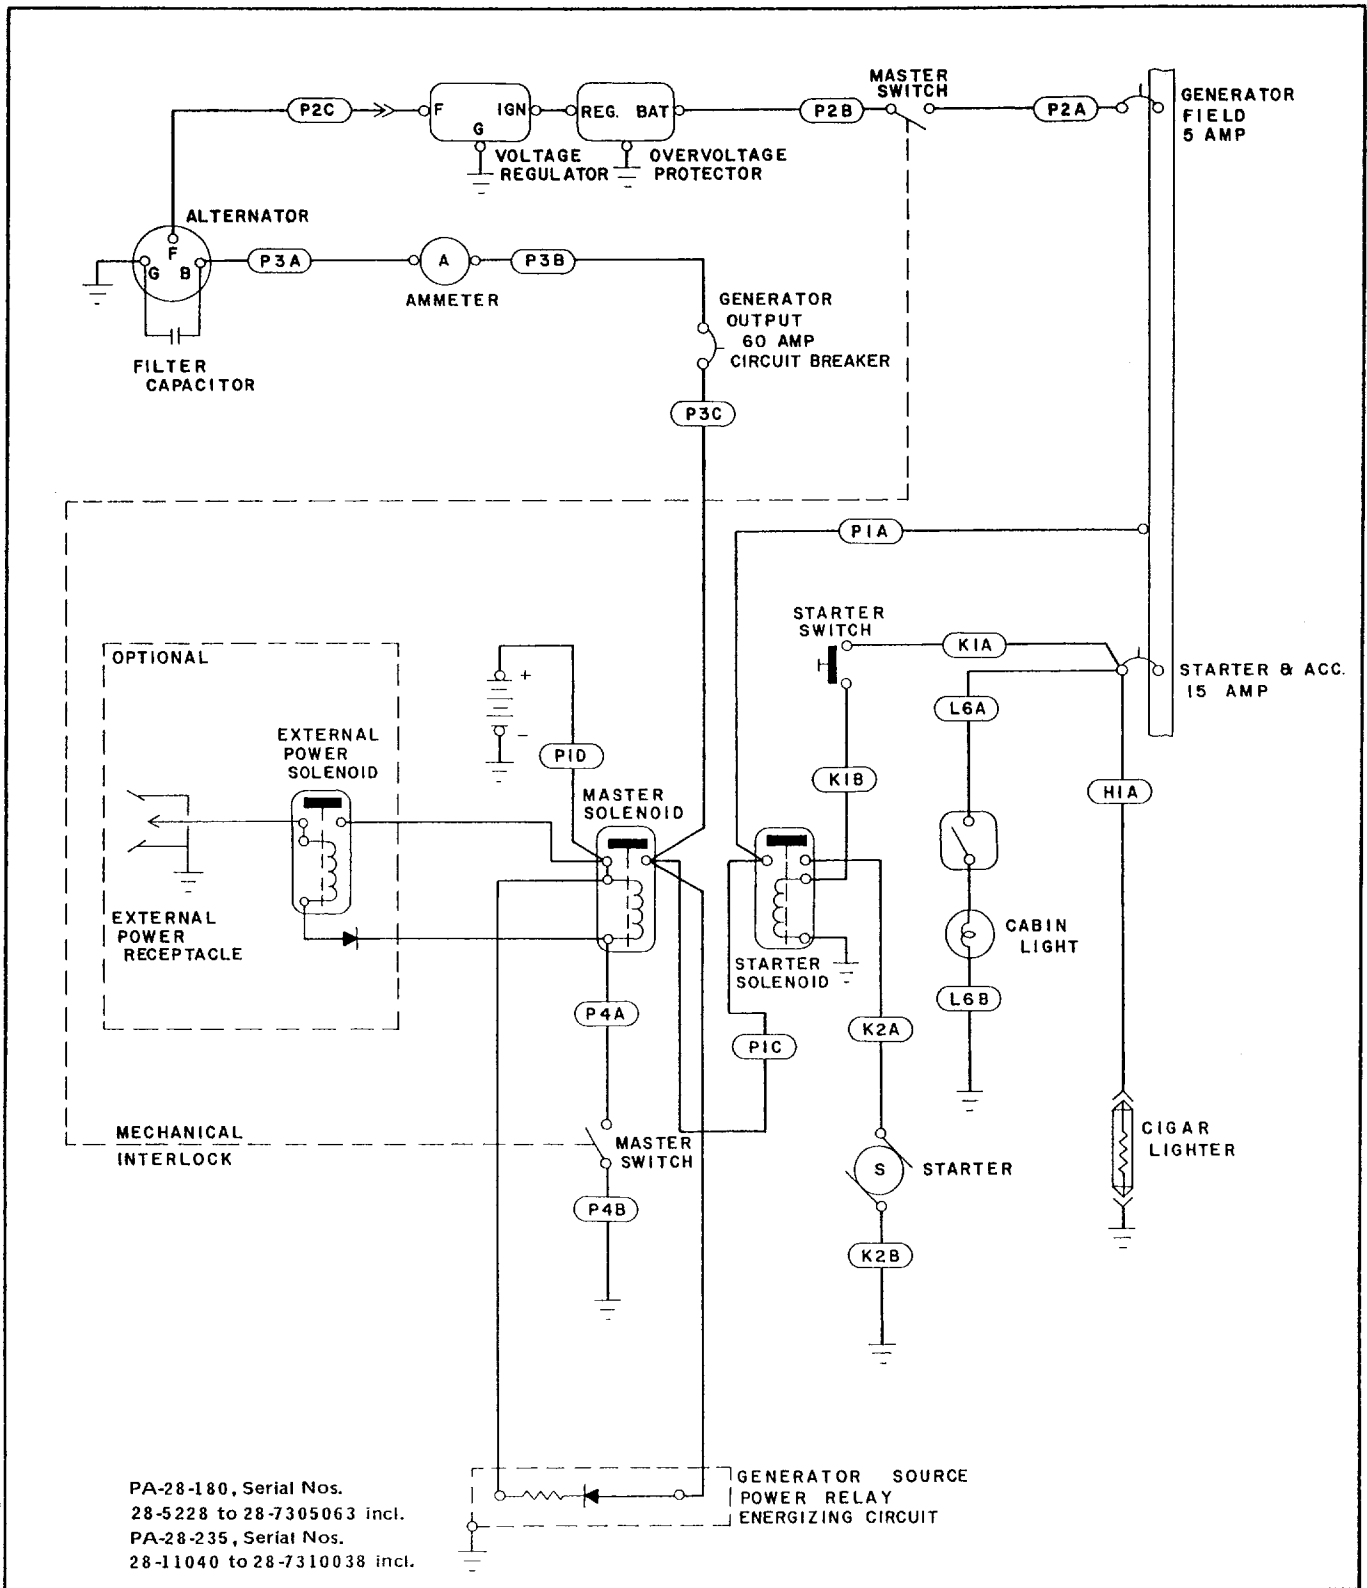 MASTER
SWITCH
P2C
F
IGN
G
REG. BAT
P2B
P2A
GENERATOR
FIELD
5 AMP
VOLTAGE
REGULATOR
OVERVOLTAGE
PROTECTOR
ALTERNATOR
F
G
B
P3A
A
P3B
AMMETER
GENERATOR
OUTPUT
60 AMP
CIRCUIT BREAKER
FILTER
CAPACITOR
P3C
P1A
STARTER
SWITCH
K1A
OPTIONAL
STARTER & ACC.
15 AMP
+
-
L6A
EXTERNAL
POWER
SOLENOID
P1D
K1B
H1A
MASTER
SOLENOID
EXTERNAL
POWER
RECEPTACLE
CABIN
LIGHT
STARTER
SOLENOID
L6B
P4A
K2A
P1C
MECHANICAL
INTERLOCK
MASTER
SWITCH
CIGAR
LIGHTER
S
STARTER
P4B
K2B
GENERATOR SOURCE
POWER RELAY
ENERGIZING CIRCUIT
PA-28-180, Serial Nos.
28-5228 to 28-7305063 incl.
PA-28-235, Serial Nos.
28-11040 to 28-7310038 incl.